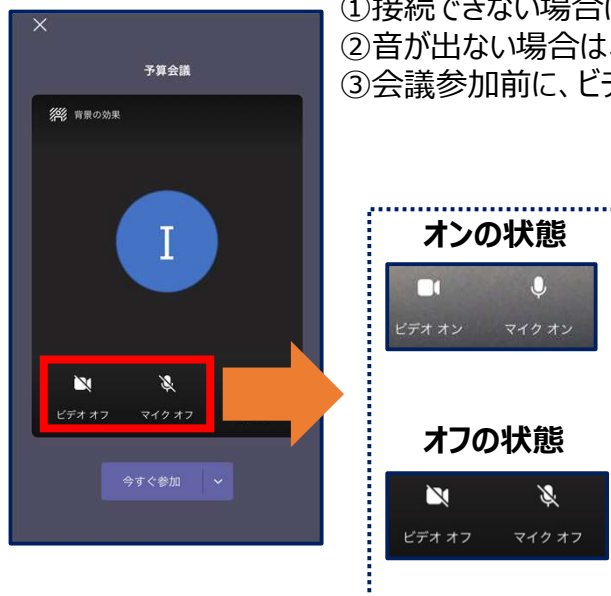 ①接続できない場合は
②音が出ない場合は、
③会議参加前に、ビデ
予算会議
背景の効果
I
ビデオ オフ マイク オフ
今すぐ参加
オンの状態
ビデオ オン マイク オン
オフの状態
ビデオ オフ マイク オフ